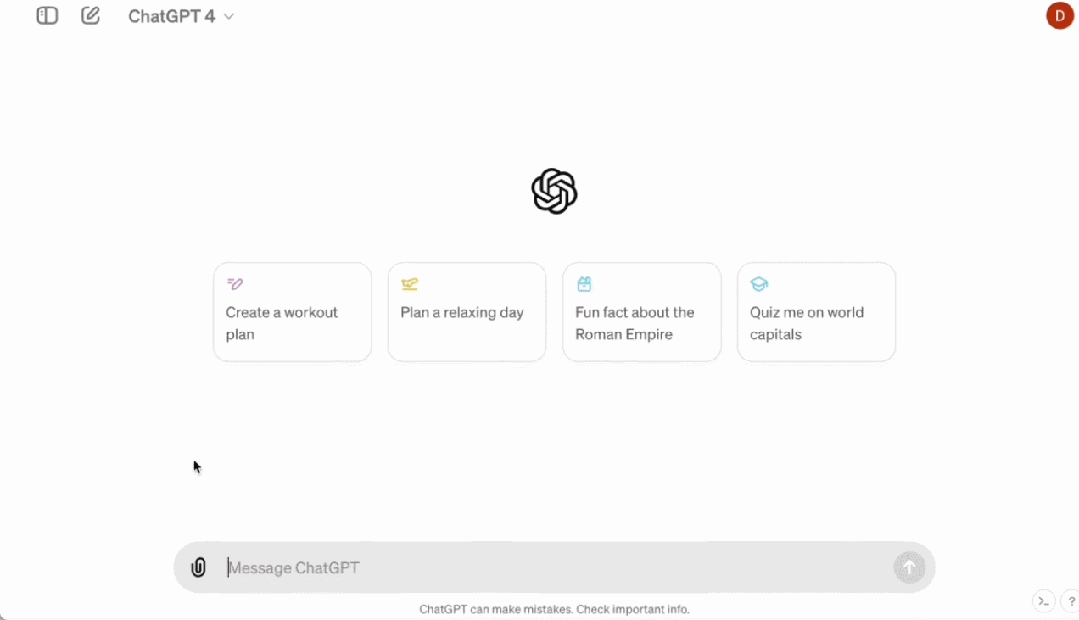 ChatGPT 4
D
Create a workout
plan
Plan a relaxing day
Fun fact about the
Roman Empire
Quiz me on world
capitals
Message ChatGPT
ChatGPT can make mistakes. Check important info.
>_
?